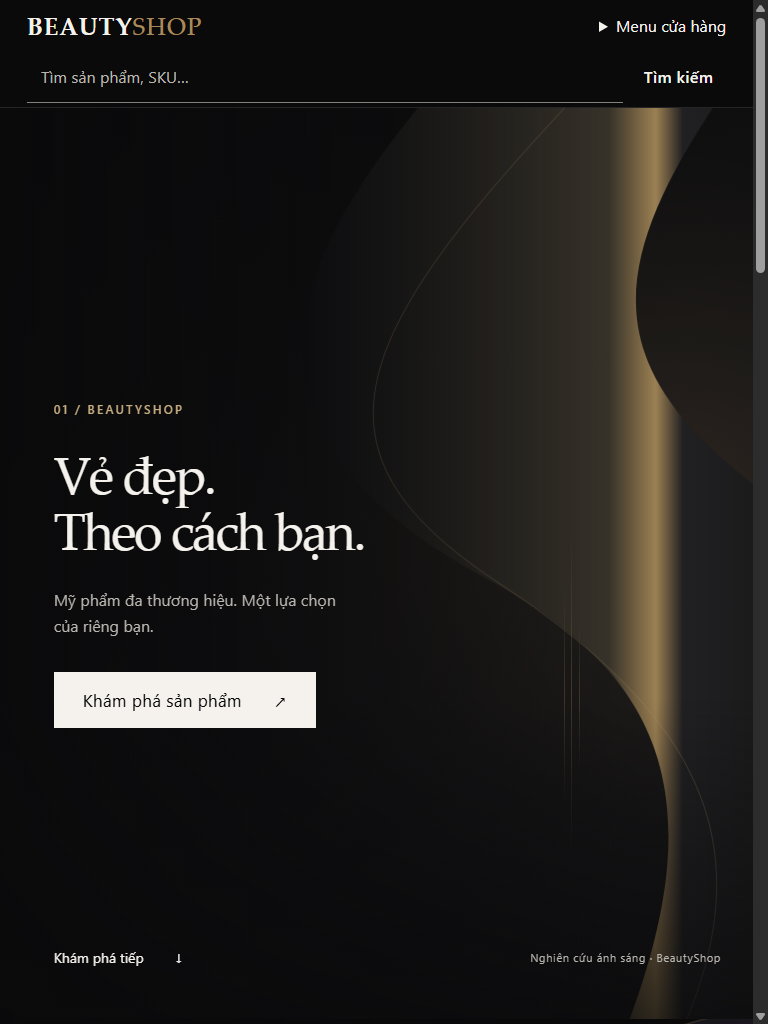 BEAUTYSHOP
▶ Menu cửa hàng
Tìm sản phẩm, SKU...
Tìm kiếm
01 / BEAUTYSHOP
Vẻ đẹp.
Theo cách bạn.
Mỹ phẩm đa thương hiệu. Một lựa chọn
của riêng bạn.
Khám phá sản phẩm ↗
Khám phá tiếp ↓
Nghiên cứu ánh sáng · BeautyShop